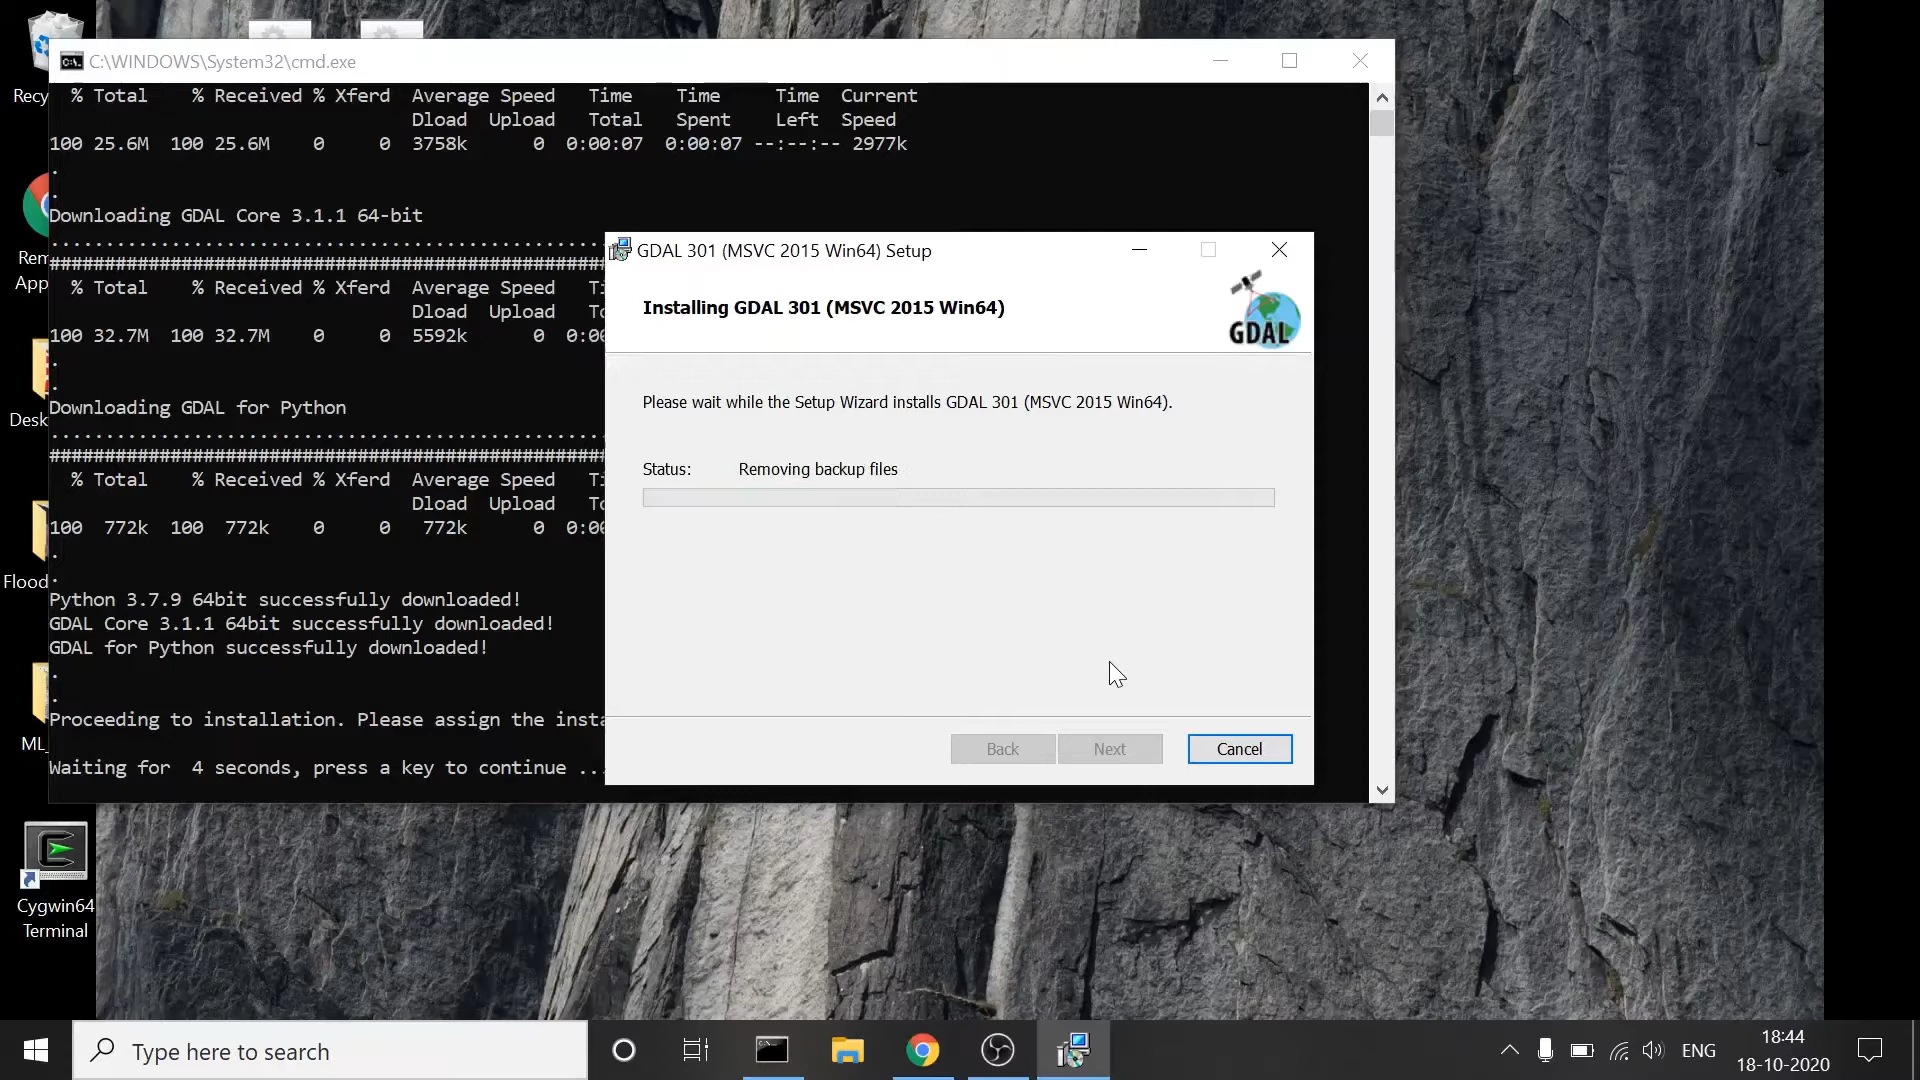 C:\WINDOWS\System32\cmd.exe
% Total % Received % Xferd Average Speed Time Time Time Current
Dload Upload Total Spent Left Speed
100 25.6M 100 25.6M 0 0 3758k 0 0:00:07 0:00:07 --:--:-- 2977k
.
.
Downloading GDAL Core 3.1.1 64-bit
...................................................
###################################################
% Total % Received % Xferd Average Speed
Dload Upload
100 32.7M 100 32.7M 0 0 5592k 0 0:00
.
.
Downloading GDAL for Python
...................................................
###################################################
% Total % Received % Xferd Average Speed
Dload Upload
100 772k 100 772k 0 0 772k 0 0:00
.
.
Python 3.7.9 64bit successfully downloaded!
GDAL Core 3.1.1 64bit successfully downloaded!
GDAL for Python successfully downloaded!
.
.
Proceeding to installation. Please assign the insta
Waiting for 4 seconds, press a key to continue ...
GDAL 301 (MSVC 2015 Win64) Setup
Installing GDAL 301 (MSVC 2015 Win64)
GDAL
Please wait while the Setup Wizard installs GDAL 301 (MSVC 2015 Win64).
Status: Removing backup files
Back Next Cancel
Recy
Rem
App
Desk
Flood
ML_
Cygwin64
Terminal
Type here to search
ENG
18:44
18-10-2020